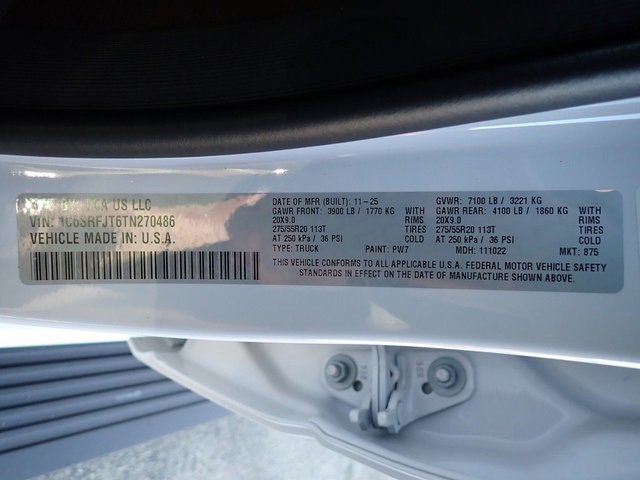 US LLC
VIN: 1C6SRFJT6TN270486
VEHICLE MADE IN: U.S.A.
DATE OF MFR (BUILT): 11-25 GVWR: 7100 LB / 3221 KG
GAWR FRONT: 3900 LB / 1770 KG WITH GAWR REAR: 4100 LB / 1860 KG WITH
20X9.0 RIMS 20X9.0 RIMS
275/55R20 113T TIRES 275/55R20 113T TIRES
AT 250 kPa / 36 PSI COLD AT 250 kPa / 36 PSI COLD
TYPE: TRUCK PAINT: PW7 MDH: 111022 MKT: 875
THIS VEHICLE CONFORMS TO ALL APPLICABLE U.S.A. FEDERAL MOTOR VEHICLE SAFETY
STANDARDS IN EFFECT ON THE DATE OF MANUFACTURE SHOWN ABOVE.